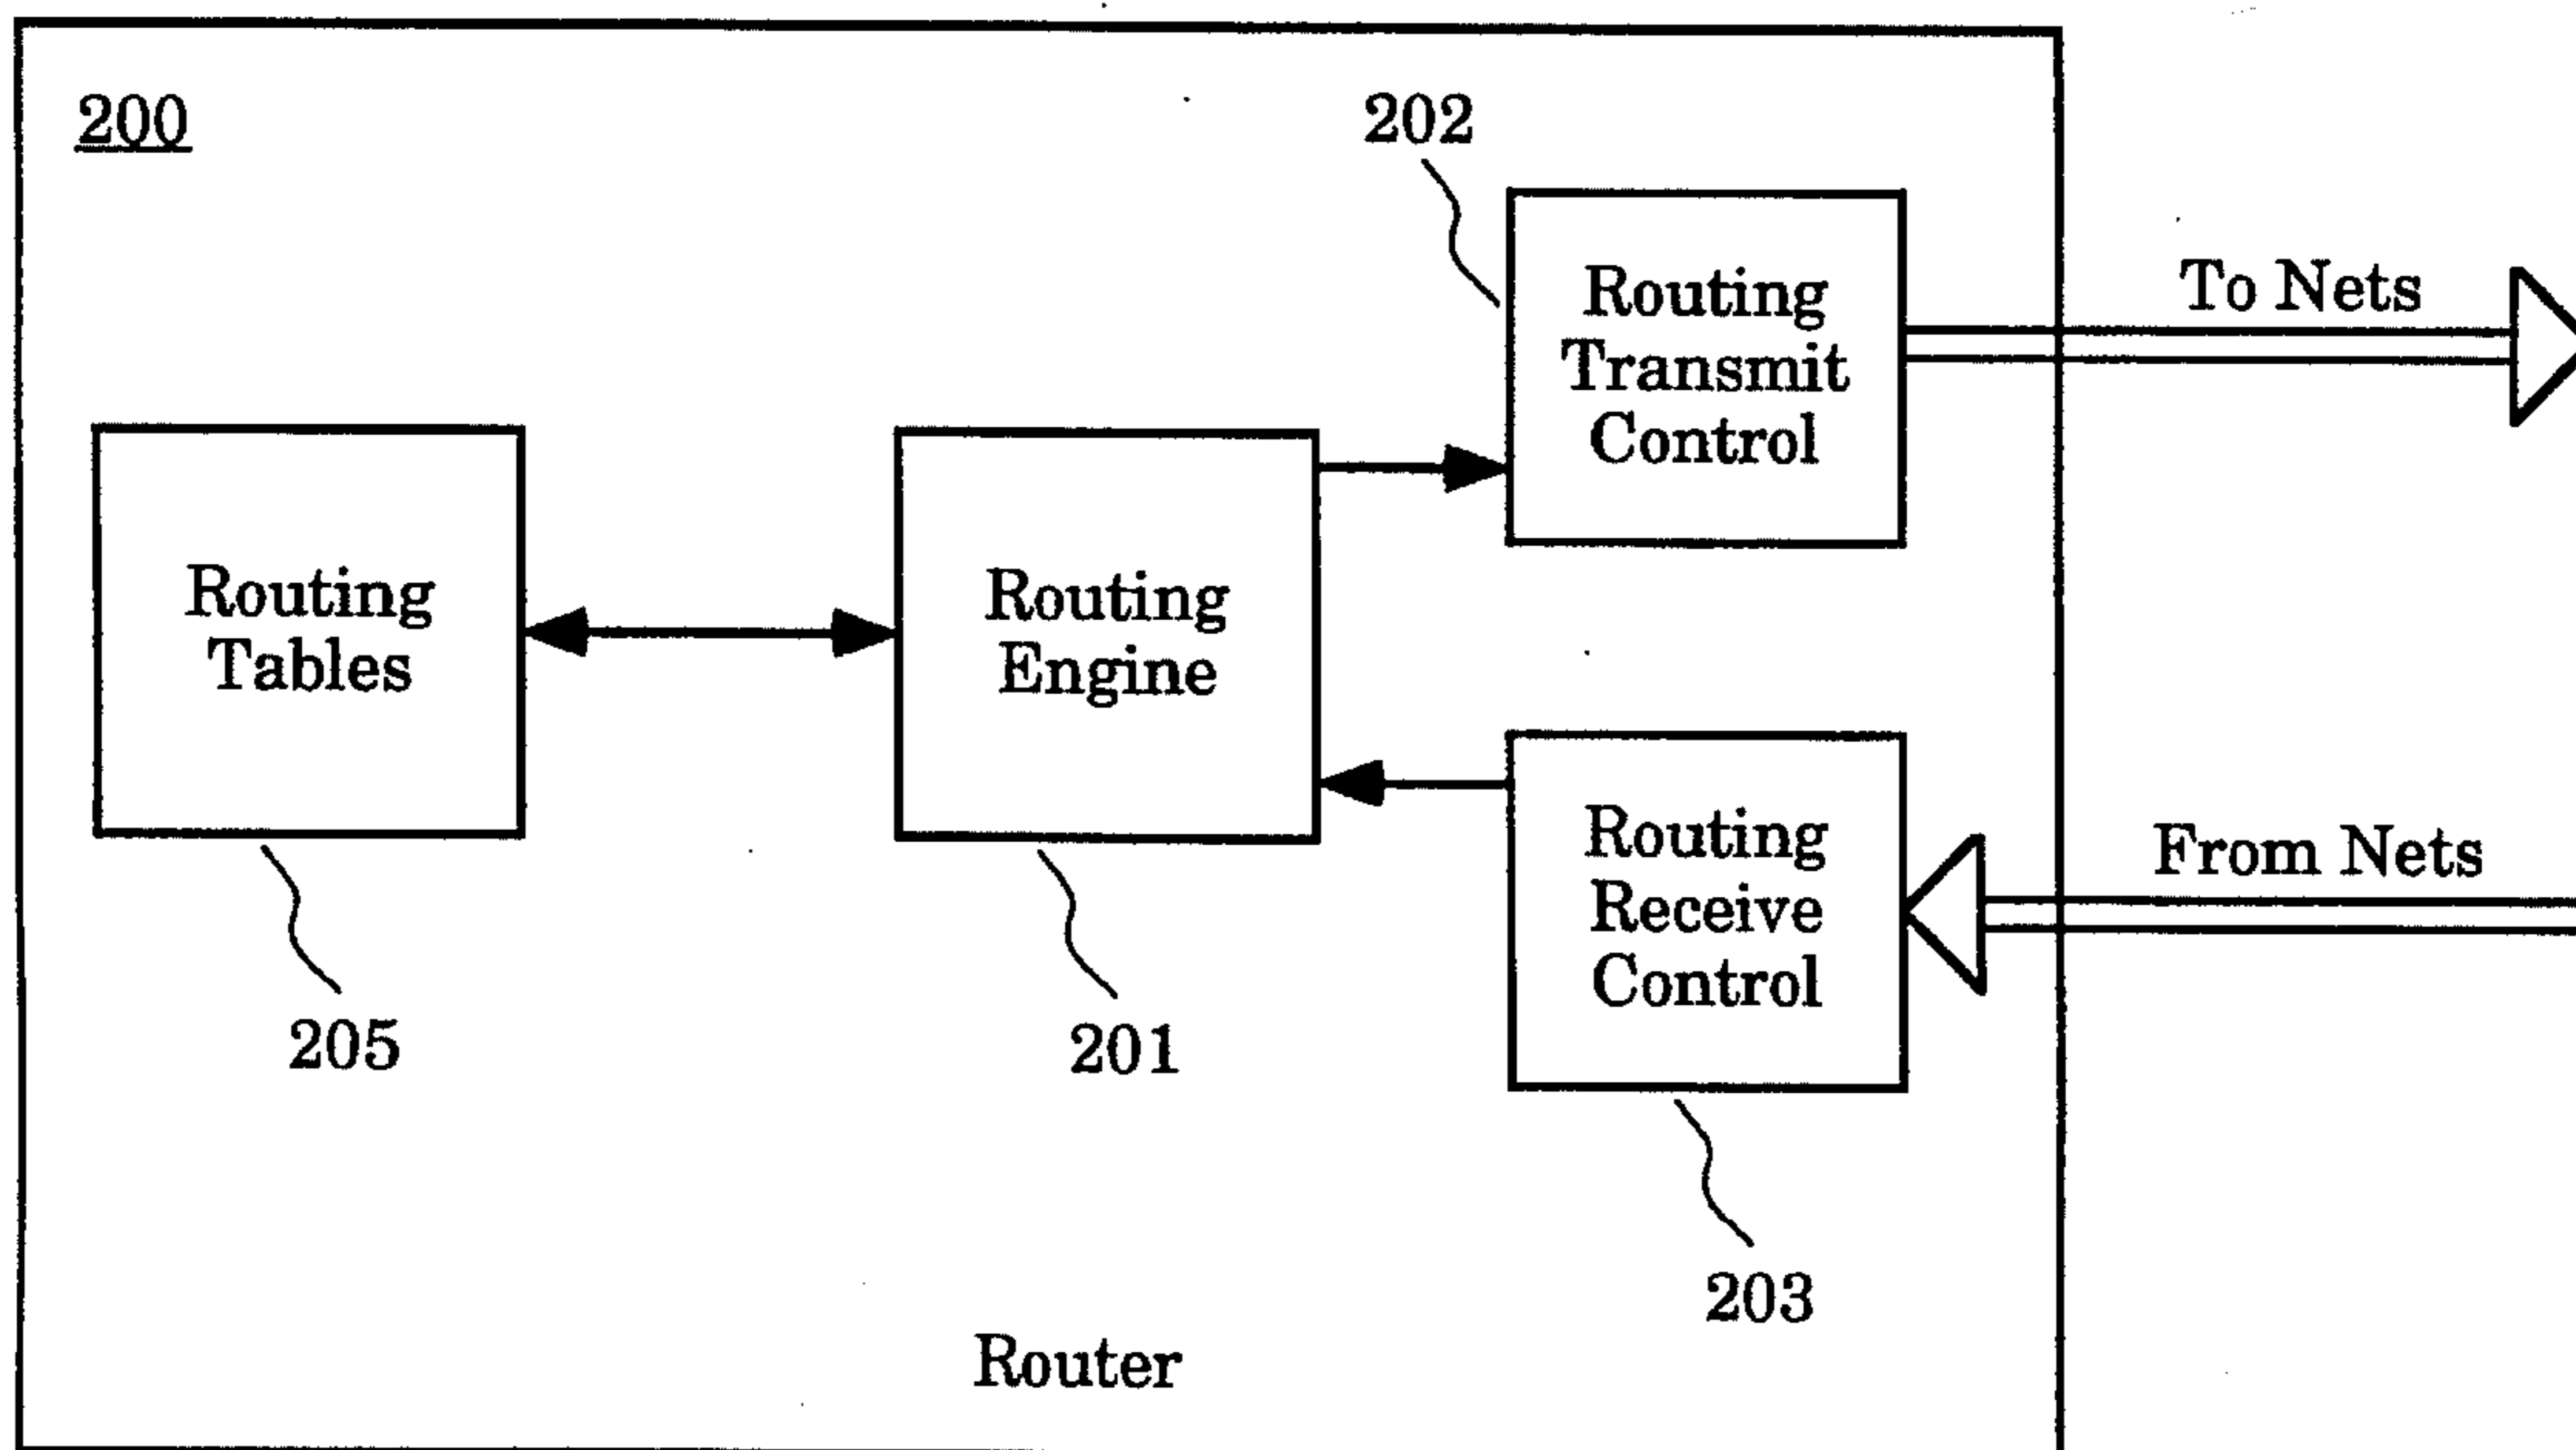 200
202
Routing
Transmit
Control
To Nets
Routing
Tables
Routing
Engine
Routing
Receive
Control
From Nets
205
201
203
Router